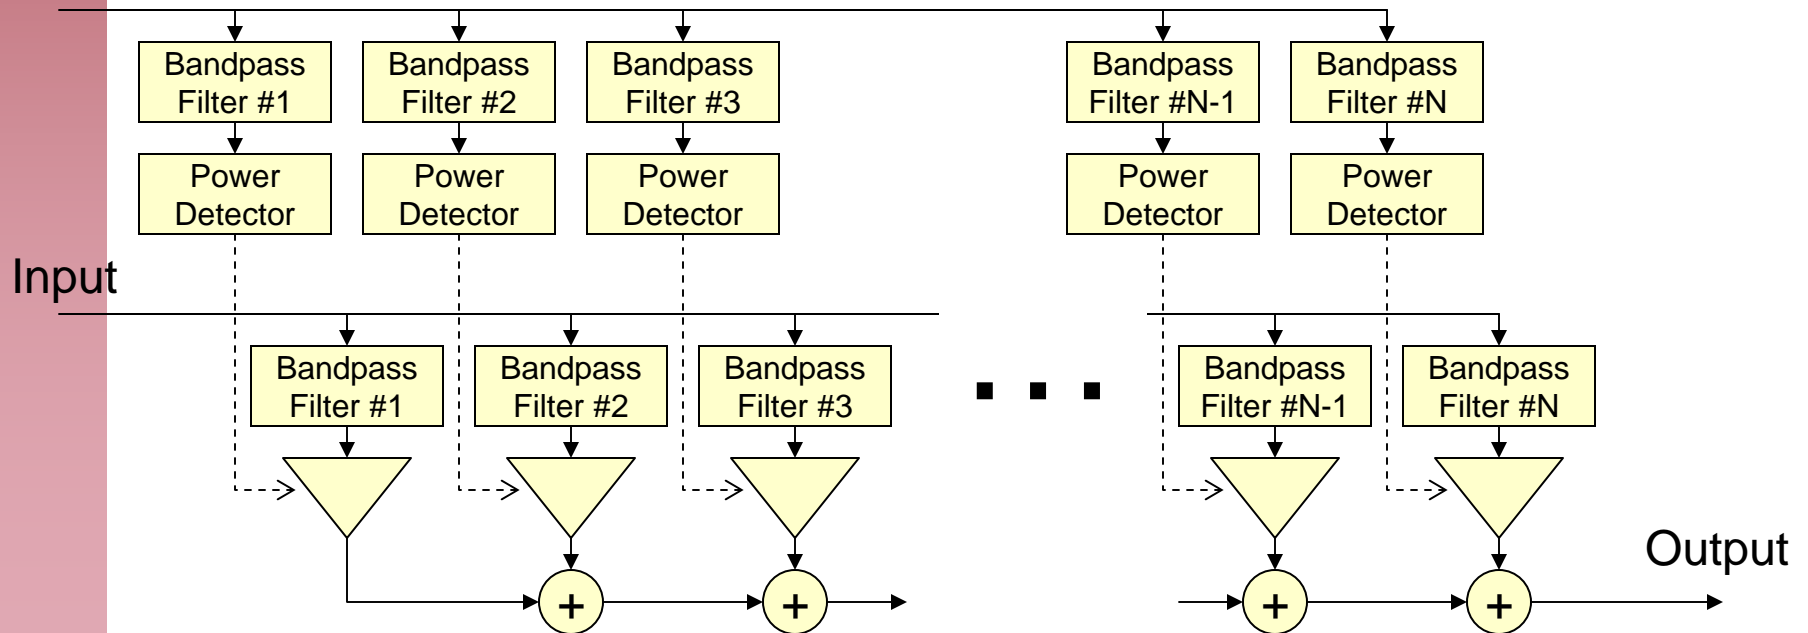 Bandpass
Filter #1
Bandpass
Filter #2
Bandpass
Filter #3
Bandpass
Filter #N-1
Bandpass
Filter #N
Power
Detector
Power
Detector
Power
Detector
Power
Detector
Power
Detector
Input
Bandpass
Filter #1
Bandpass
Filter #2
Bandpass
Filter #3
. . .
Bandpass
Filter #N-1
Bandpass
Filter #N
Output
+
+
+
+